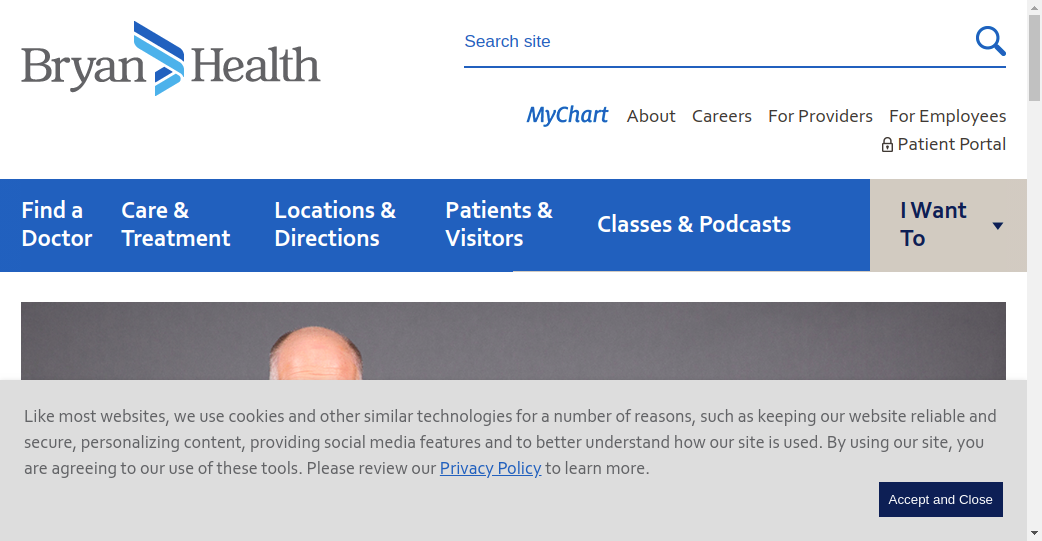 Bryan Health
Search site
MyChart About Careers For Providers For Employees
Patient Portal
Find a
Doctor
Care &
Treatment
Locations &
Directions
Patients &
Visitors
Classes & Podcasts
I Want
To
Like most websites, we use cookies and other similar technologies for a number of reasons, such as keeping our website reliable and
secure, personalizing content, providing social media features and to better understand how our site is used. By using our site, you
are agreeing to our use of these tools. Please review our Privacy Policy to learn more.
Accept and Close